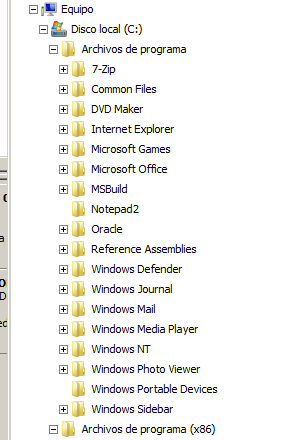 Equipo
Disco local (C:)
Archivos de programa
7-Zip
Common Files
DVD Maker
Internet Explorer
Microsoft Games
Microsoft Office
MSBuild
Notepad2
Oracle
Reference Assemblies
Windows Defender
Windows Journal
Windows Mail
Windows Media Player
Windows NT
Windows Photo Viewer
Windows Portable Devices
Windows Sidebar
Archivos de programa (x86)